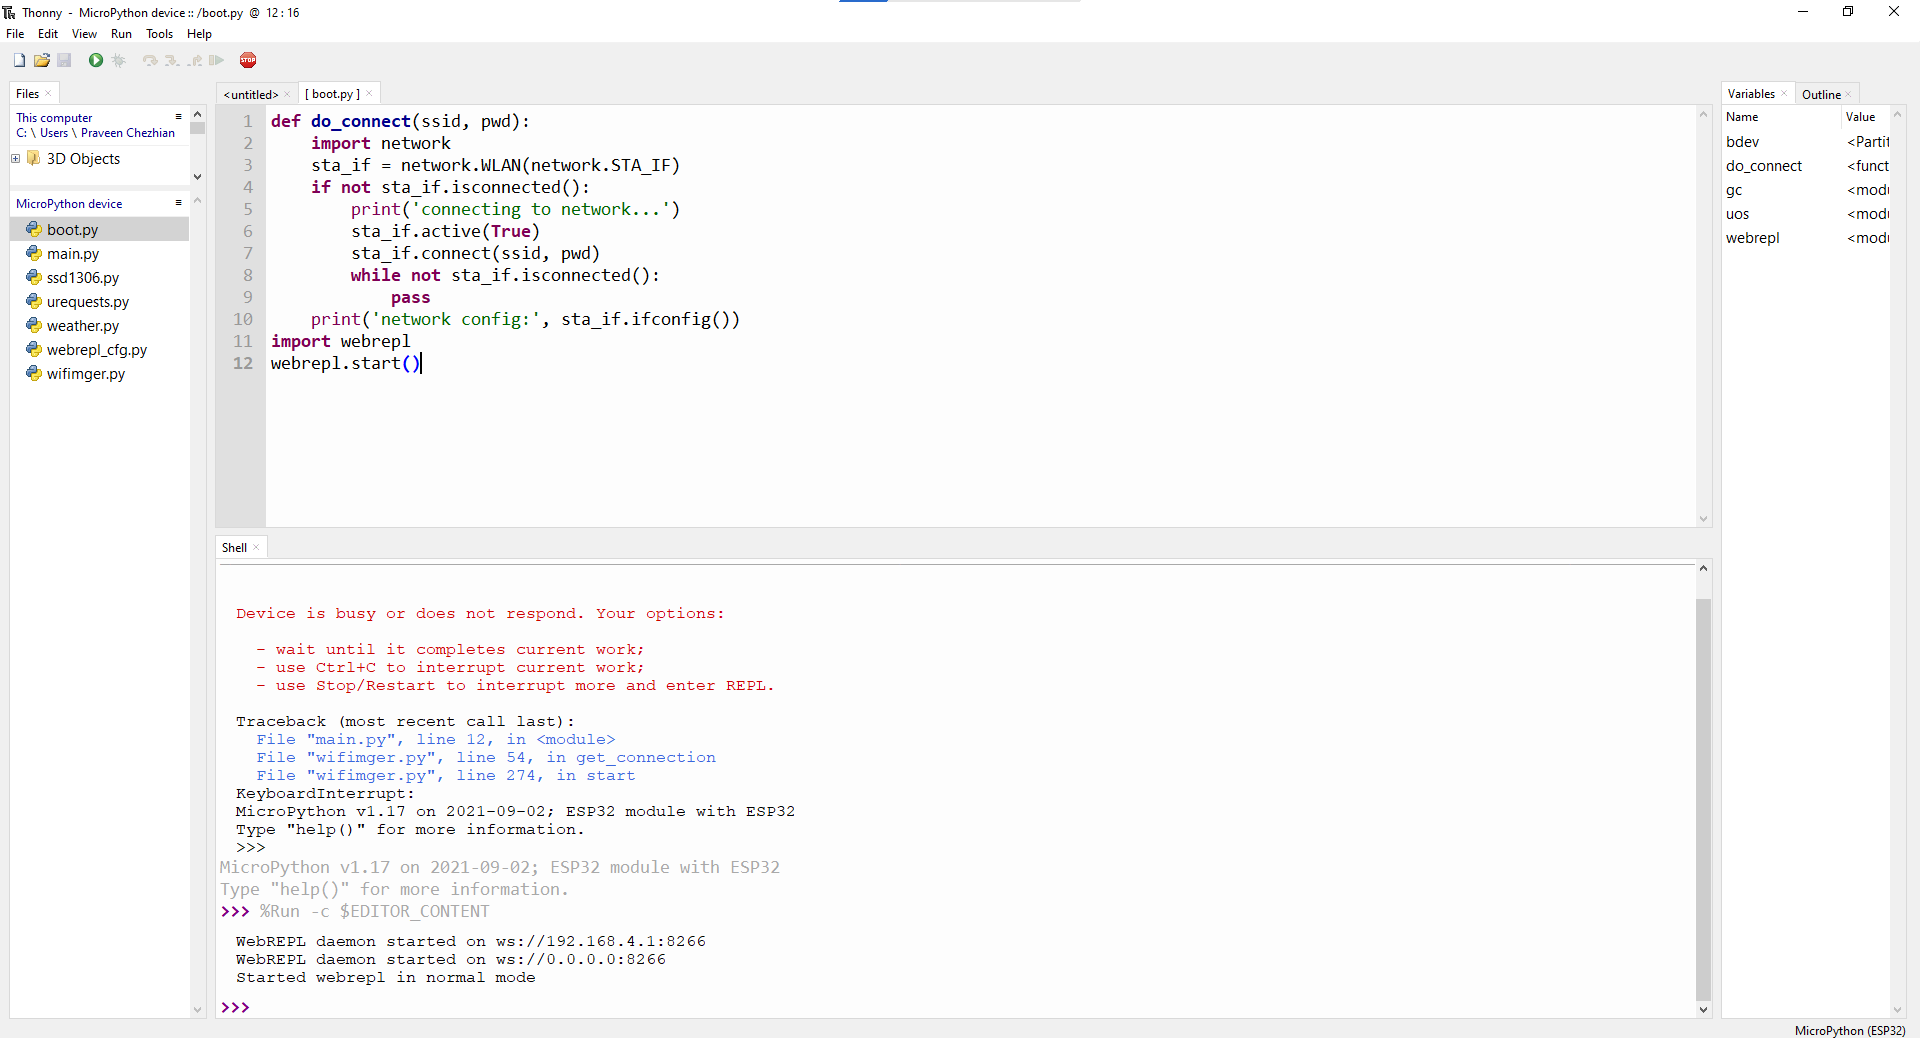 Thonny - MicroPython device :: /boot.py @ 12 : 16
File Edit View Run Tools Help
STOP
Files
This computer
C: \ Users \ Praveen Chezhian
3D Objects
MicroPython device
boot.py
main.py
ssd1306.py
urequests.py
weather.py
webrepl_cfg.py
wifimger.py
<untitled> [ boot.py ]
1 def do_connect(ssid, pwd):
2     import network
3     sta_if = network.WLAN(network.STA_IF)
4     if not sta_if.isconnected():
5         print('connecting to network...')
6         sta_if.active(True)
7         sta_if.connect(ssid, pwd)
8         while not sta_if.isconnected():
9             pass
10     print('network config:', sta_if.ifconfig())
11 import webrepl
12 webrepl.start()
Shell
Device is busy or does not respond. Your options:
- wait until it completes current work;
- use Ctrl+C to interrupt current work;
- use Stop/Restart to interrupt more and enter REPL.
Traceback (most recent call last):
File "main.py", line 12, in <module>
File "wifimger.py", line 54, in get_connection
File "wifimger.py", line 274, in start
KeyboardInterrupt:
MicroPython v1.17 on 2021-09-02; ESP32 module with ESP32
Type "help()" for more information.
>>>
MicroPython v1.17 on 2021-09-02; ESP32 module with ESP32
Type "help()" for more information.
>>> %Run -c $EDITOR_CONTENT
WebREPL daemon started on ws://192.168.4.1:8266
WebREPL daemon started on ws://0.0.0.0:8266
Started webrepl in normal mode
>>>
Variables Outline
Name Value
bdev <Partit
do_connect <funct
gc <modu
uos <modu
webrepl <modu
MicroPython (ESP32)